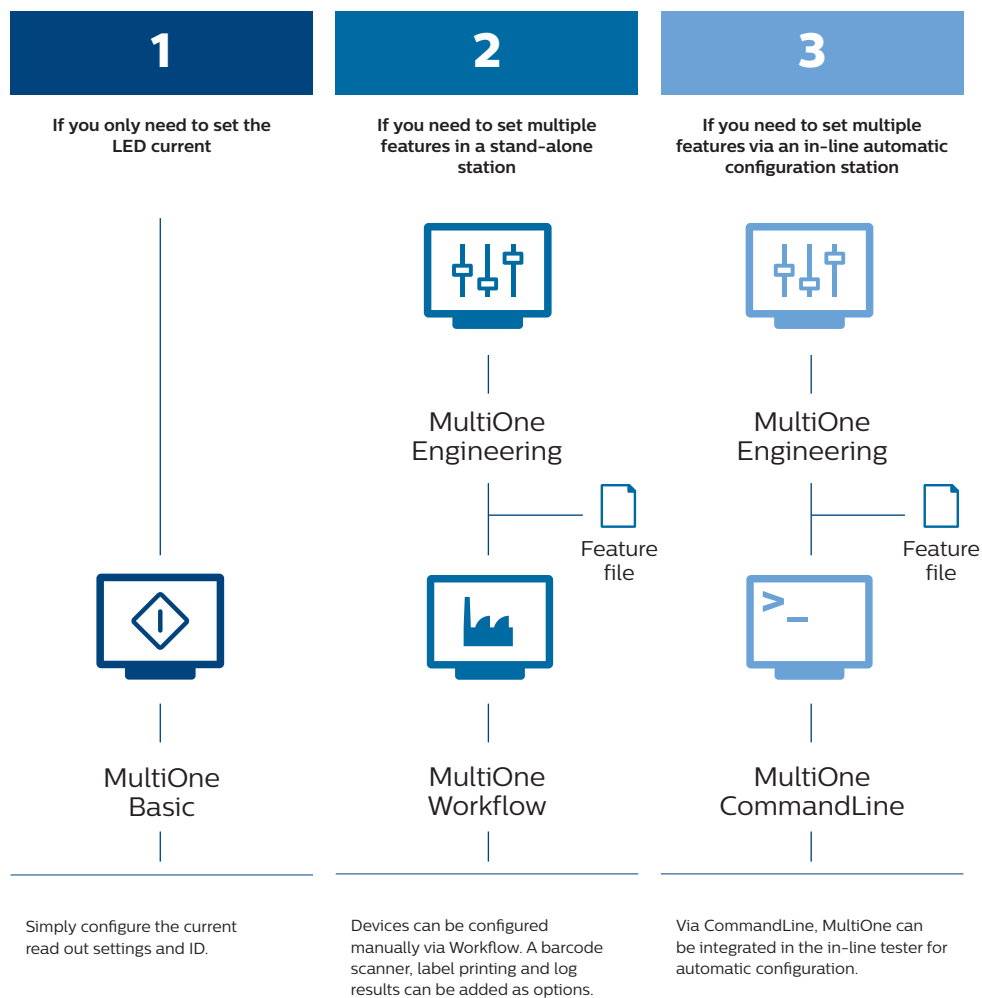 1
If you only need to set the
LED current
MultiOne
Basic
Simply configure the current
read out settings and ID.
2
If you need to set multiple
features in a stand-alone
station
MultiOne
Engineering
Feature
file
MultiOne
Workflow
Devices can be configured
manually via Workflow. A barcode
scanner, label printing and log
results can be added as options.
3
If you need to set multiple
features via an in-line automatic
configuration station
MultiOne
Engineering
Feature
file
>_
MultiOne
CommandLine
Via CommandLine, MultiOne can
be integrated in the in-line tester for
automatic configuration.